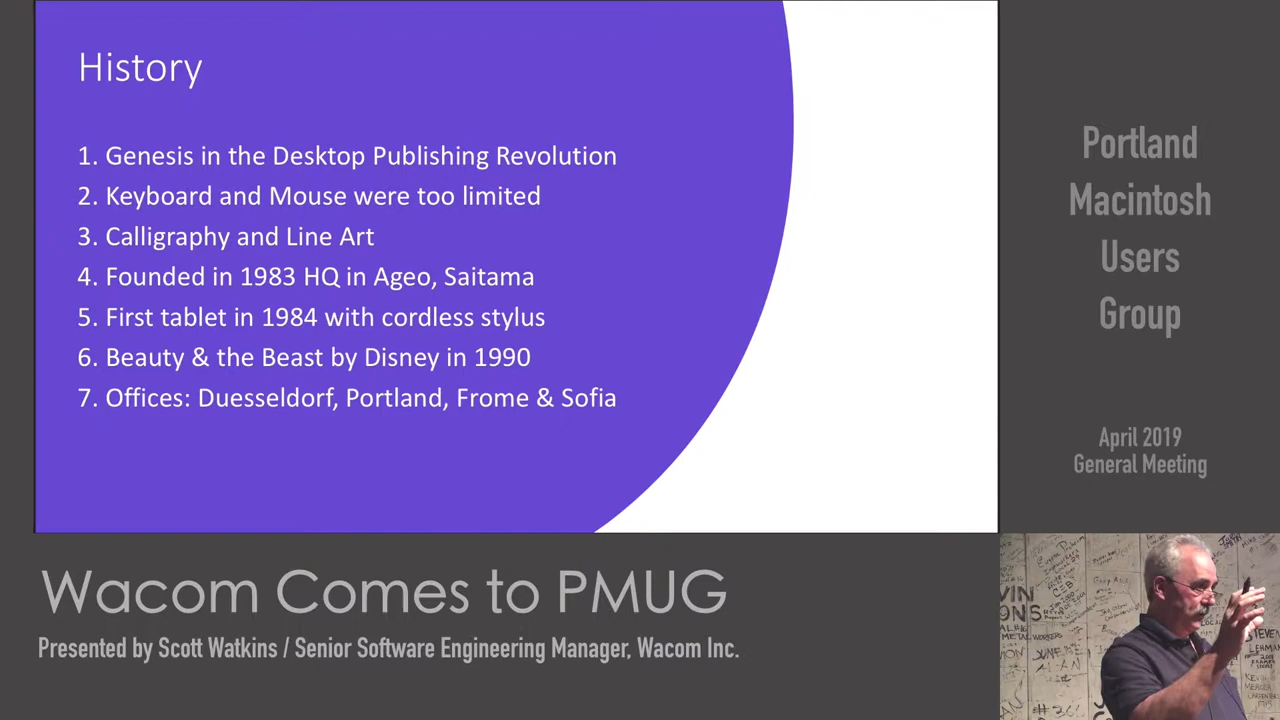 History
1. Genesis in the Desktop Publishing Revolution
2. Keyboard and Mouse were too limited
3. Calligraphy and Line Art
4. Founded in 1983 HQ in Ageo, Saitama
5. First tablet in 1984 with cordless stylus
6. Beauty & the Beast by Disney in 1990
7. Offices: Duesseldorf, Portland, Frome & Sofia
Portland
Macintosh
Users
Group
April 2019
General Meeting
Wacom Comes to PMUG
Presented by Scott Watkins / Senior Software Engineering Manager, Wacom Inc.
STEVEN
LEHMAN